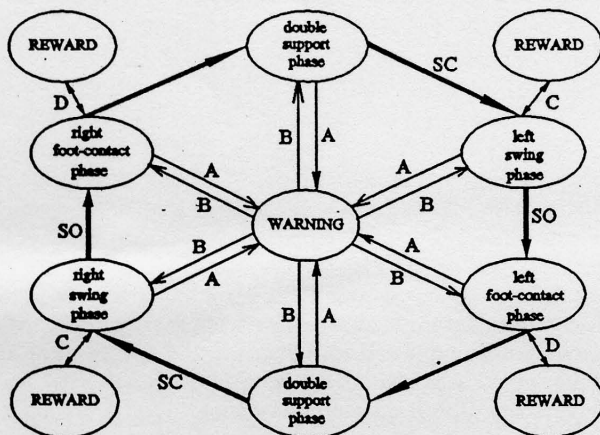 REWARD
double
support
phase
REWARD
SC
D
C
right
foot-contact
phase
B
A
left
swing
phase
A
B
A
B
SO
WARNING
SO
B
A
A
B
right
swing
phase
B
A
left
foot-contact
phase
C
SC
D
REWARD
double
support
phase
REWARD